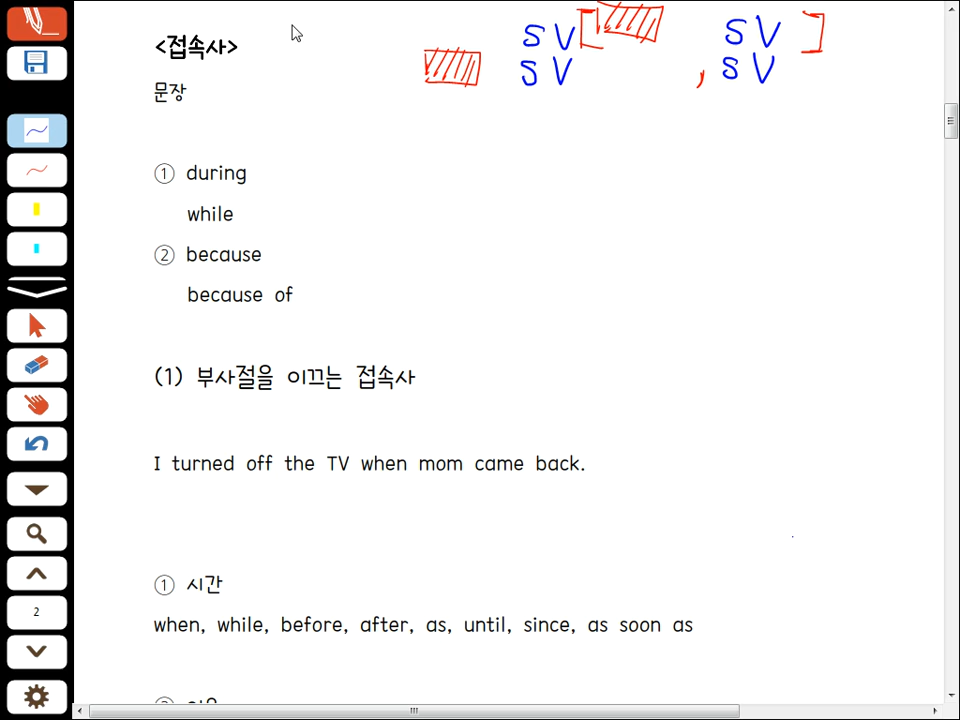 S V [ S V ]
S V , S V
<접속사>
문장
① during
while
② because
because of
(1) 부사절을 이끄는 접속사
I turned off the TV when mom came back.
① 시간
when, while, before, after, as, until, since, as soon as
2